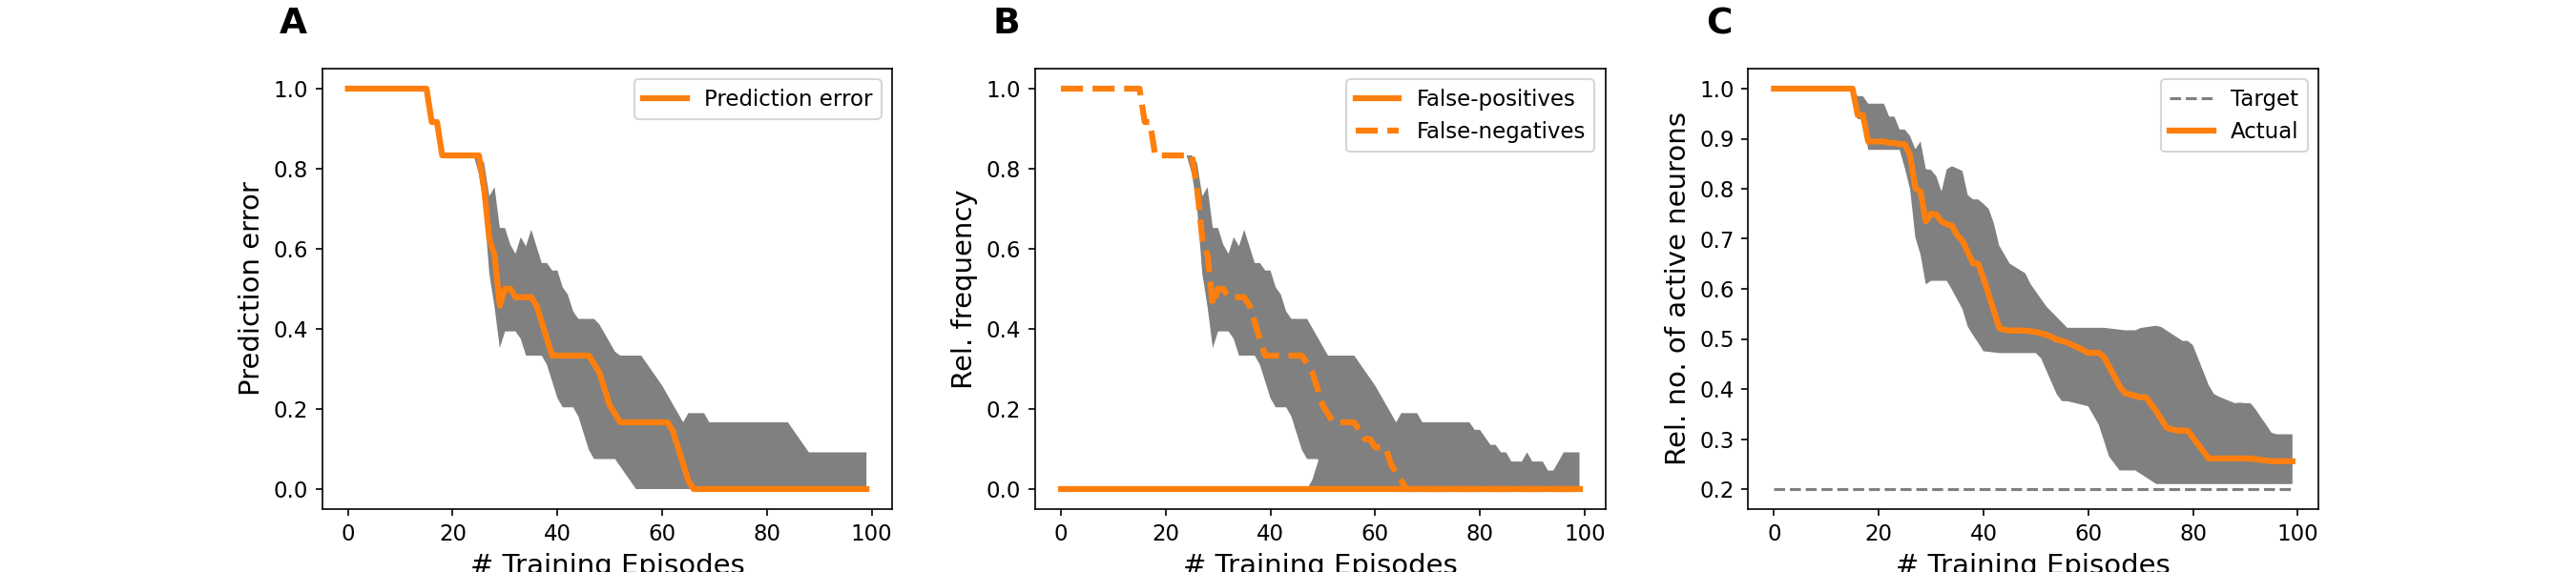 A
B
C
Prediction error
1.0
0.8
0.6
0.4
0.2
0.0
Prediction error
0
20
40
60
80
100
# Training Episodes
Rel. frequency
1.0
0.8
0.6
0.4
0.2
0.0
False-positives
False-negatives
0
20
40
60
80
100
# Training Episodes
Rel. no. of active neurons
1.0
0.9
0.8
0.7
0.6
0.5
0.4
0.3
0.2
Target
Actual
0
20
40
60
80
100
# Training Episodes